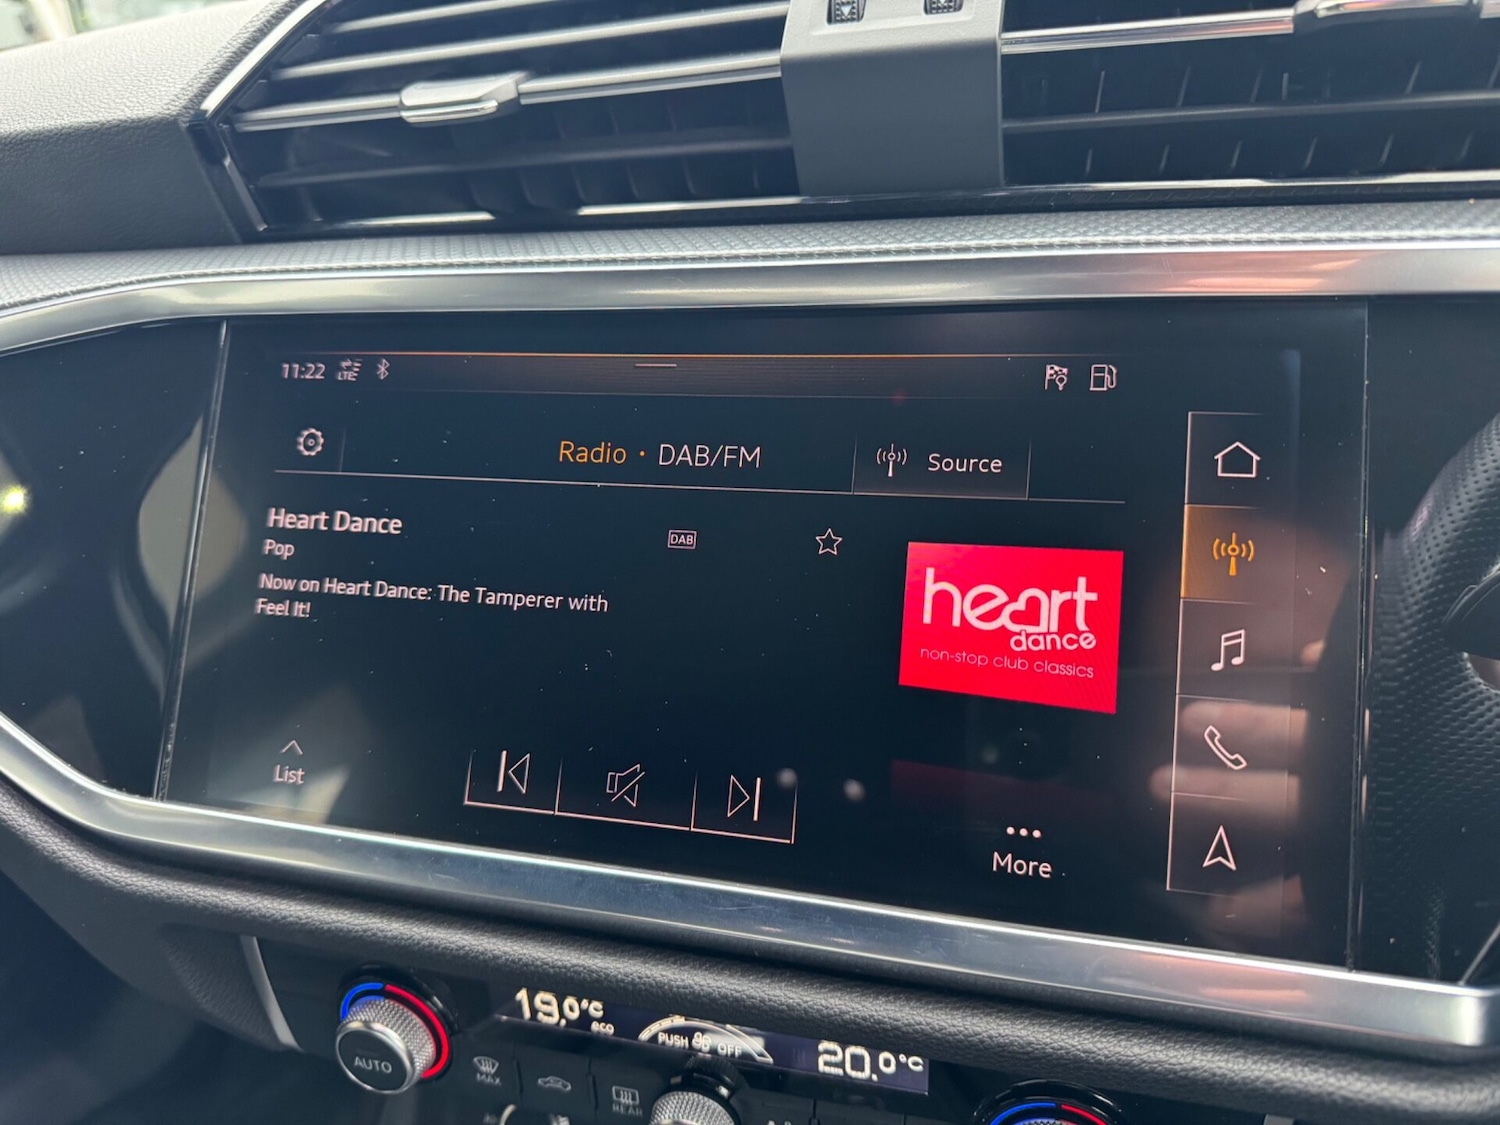 11:22 LTE
Radio • DAB/FM
Source
Heart Dance
DAB
Pop
Now on Heart Dance: The Tamperer with
Feel It!
heart
dance
non-stop club classics
List
More
19.0°C
eco
PUSH OFF
20.0°C
AUTO
MAX
REAR